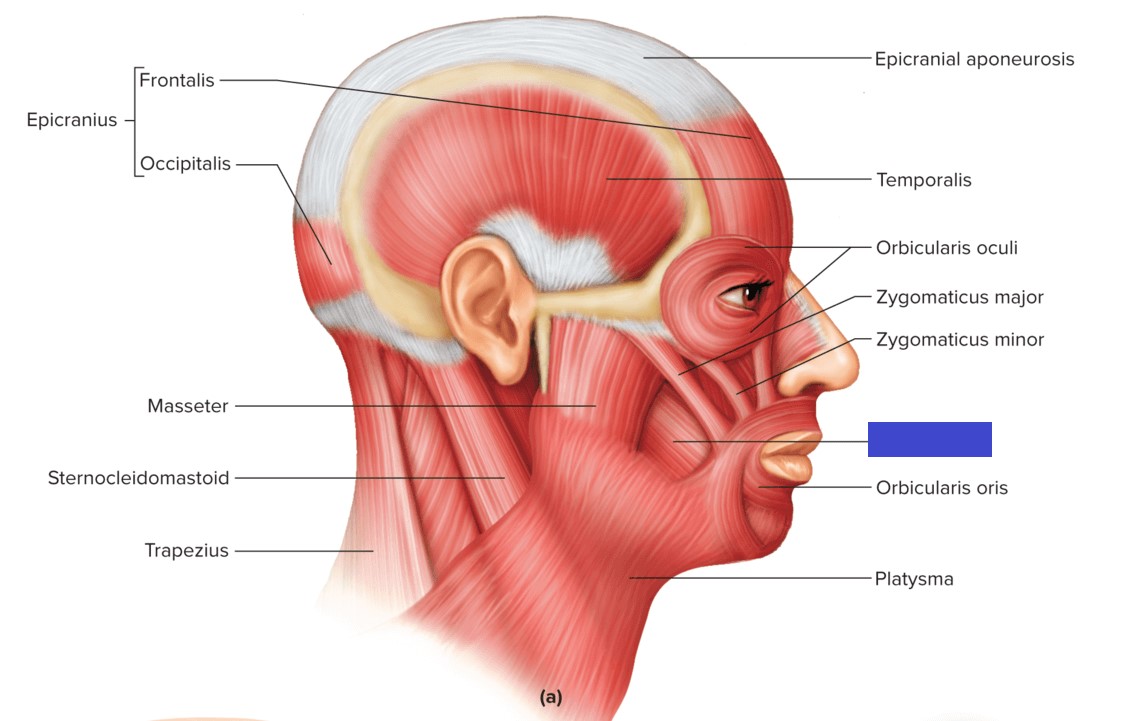 Epicranius
Frontalis
Occipitalis
Masseter
Sternocleidomastoid
Trapezius
Epicranial aponeurosis
Temporalis
Orbicularis oculi
Zygomaticus major
Zygomaticus minor
Orbicularis oris
Platysma
(a)